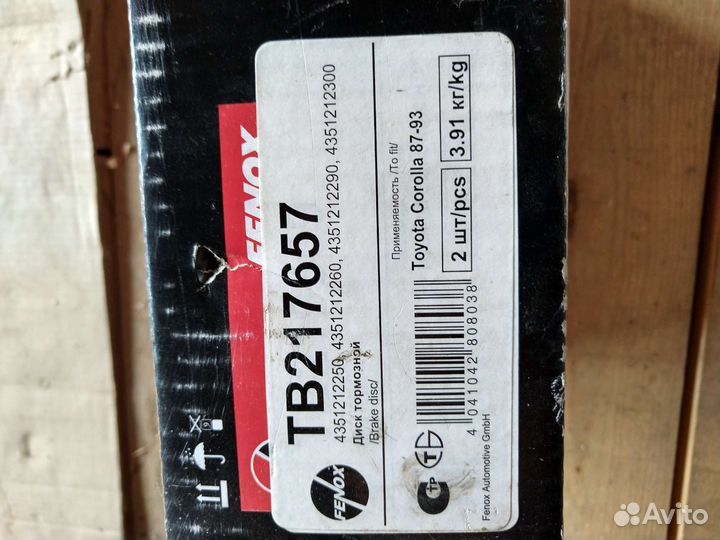 FENOX
TB217657
4351212250, 4351212260, 4351212290, 4351212300
Диск тормозной
/Brake disc/
FENOX
Применяемость /To fit/
Toyota Corolla 87-93
2 шт/pcs
3.91 кг/kg
4 041042 808038
Fenox Automotive GmbH
Avito